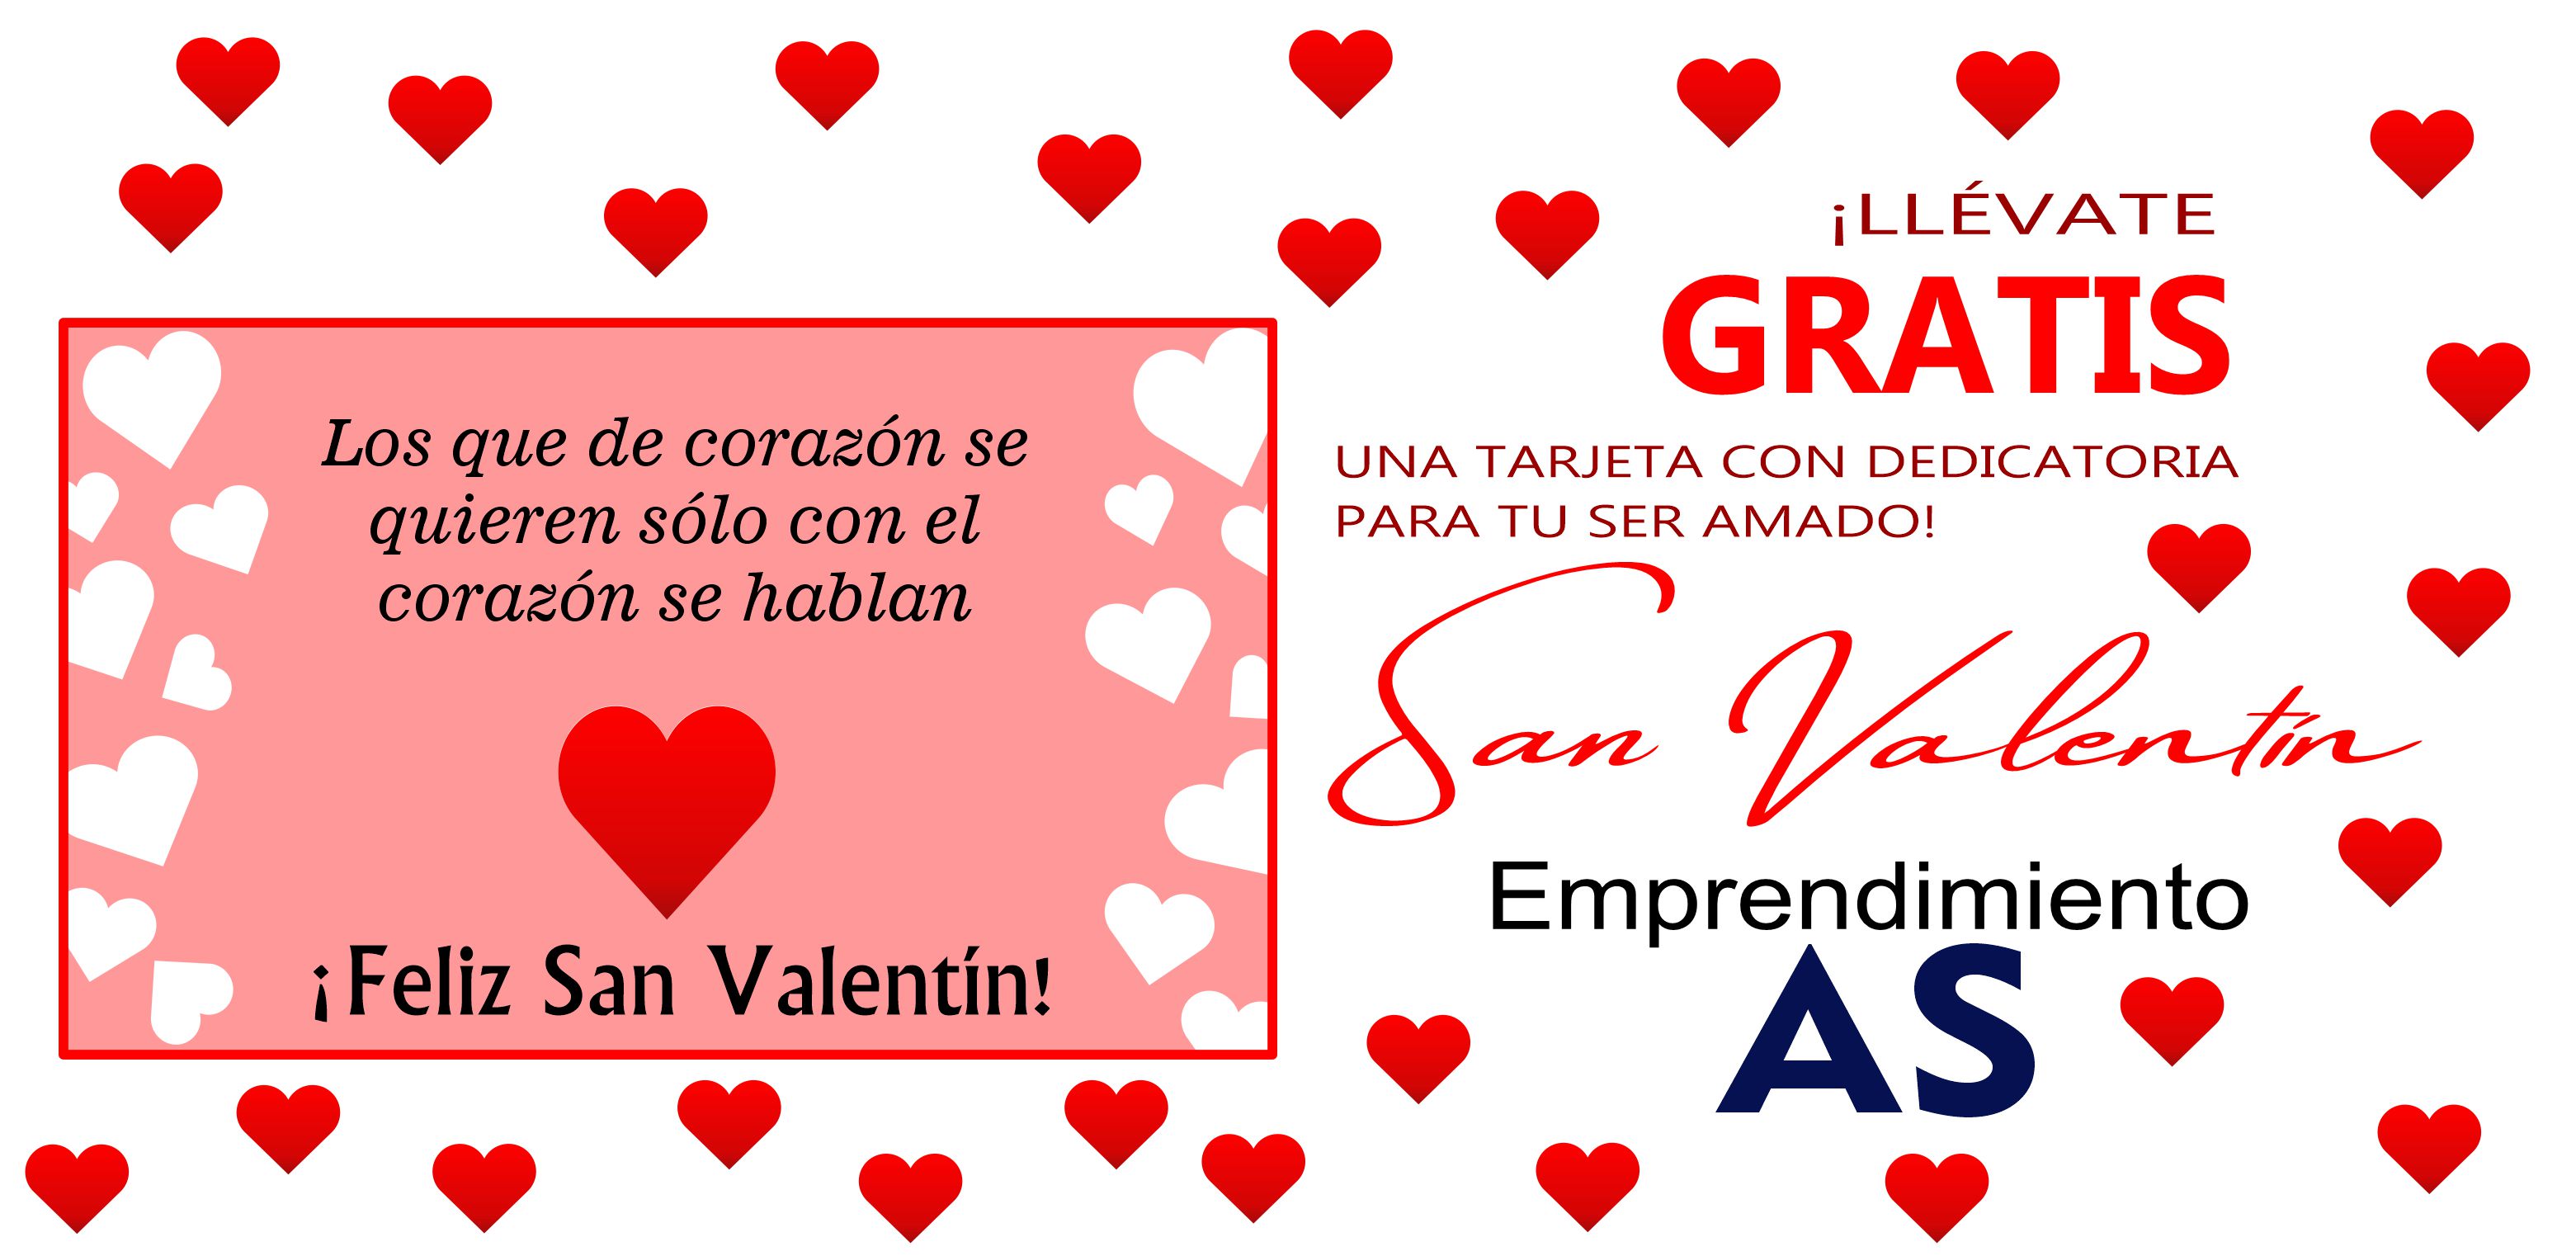 Los que de corazón se
quieren sólo con el
corazón se hablan
¡Feliz San Valentín!
¡LLÉVATE
GRATIS
UNA TARJETA CON DEDICATORIA
PARA TU SER AMADO!
San Valentín
Emprendimiento
AS